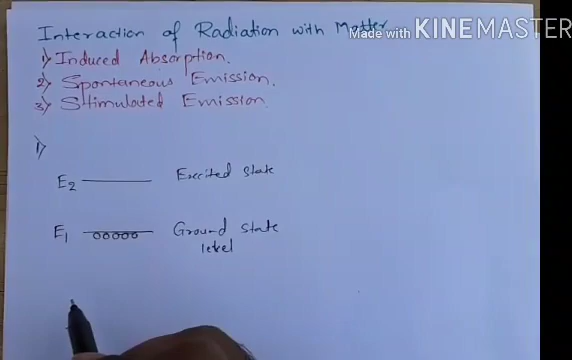 Interaction of Radiation with Matter
Made with KINEMASTER
1) Induced Absorption.
2) Spontaneous Emission.
3) Stimulated Emission.
1)
E2 Excited state
E1 Ground state
level